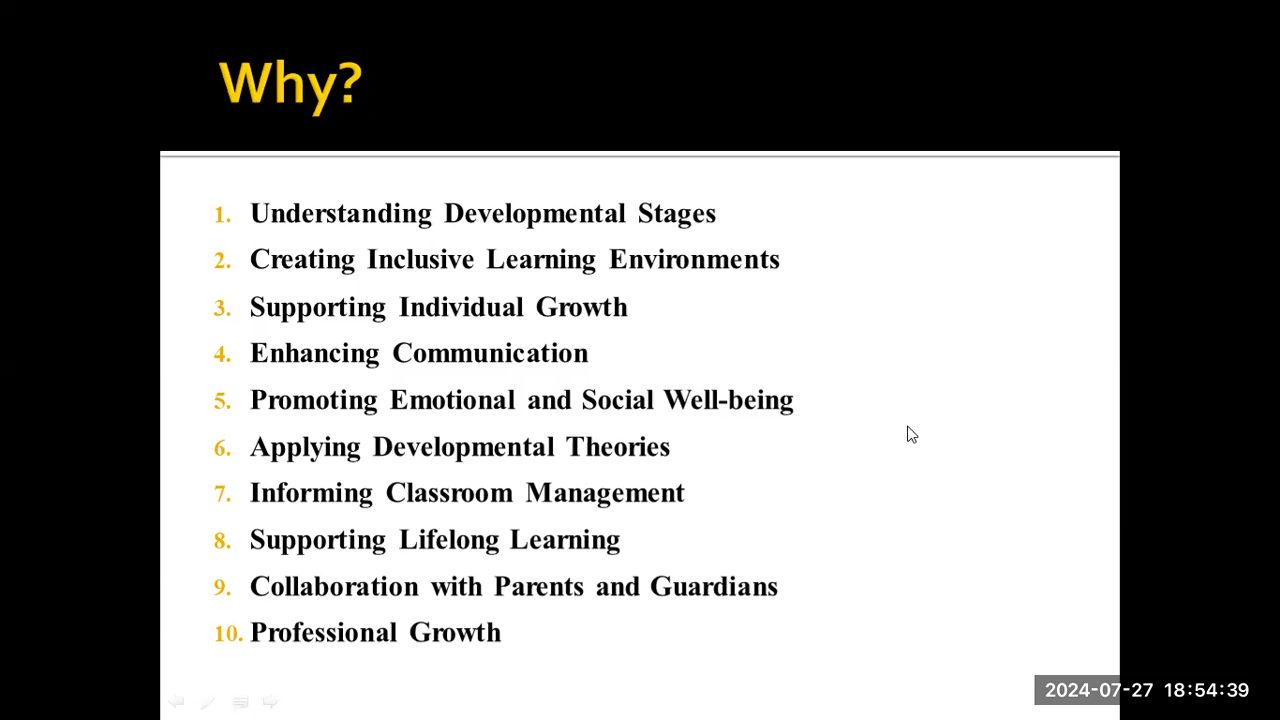 Why?
1. Understanding Developmental Stages
2. Creating Inclusive Learning Environments
3. Supporting Individual Growth
4. Enhancing Communication
5. Promoting Emotional and Social Well-being
6. Applying Developmental Theories
7. Informing Classroom Management
8. Supporting Lifelong Learning
9. Collaboration with Parents and Guardians
10. Professional Growth
2024-07-27 18:54:39